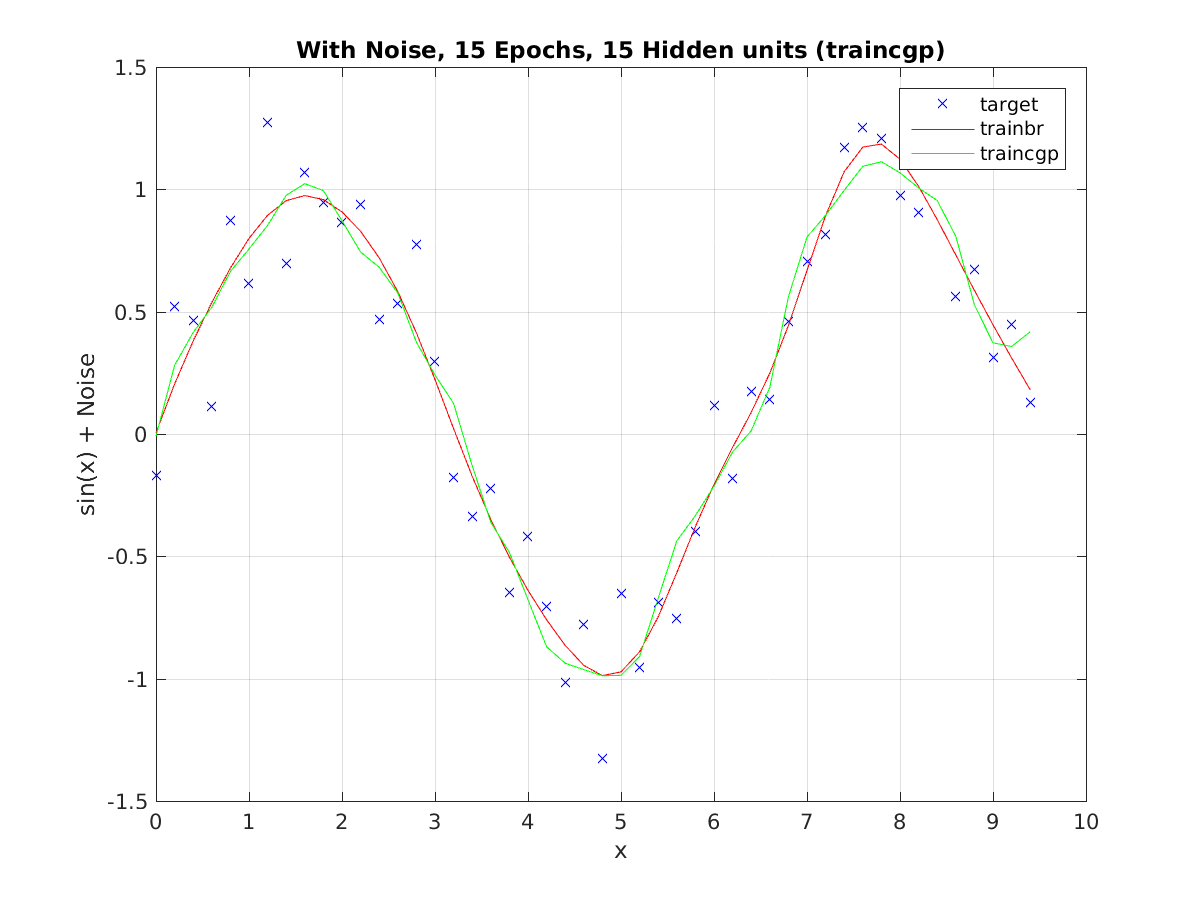 With Noise, 15 Epochs, 15 Hidden units (traincgp)
1.5
1
0.5
0
-0.5
-1
-1.5
sin(x) + Noise
target
trainbr
traincgp
0 1 2 3 4 5 6 7 8 9 10
x